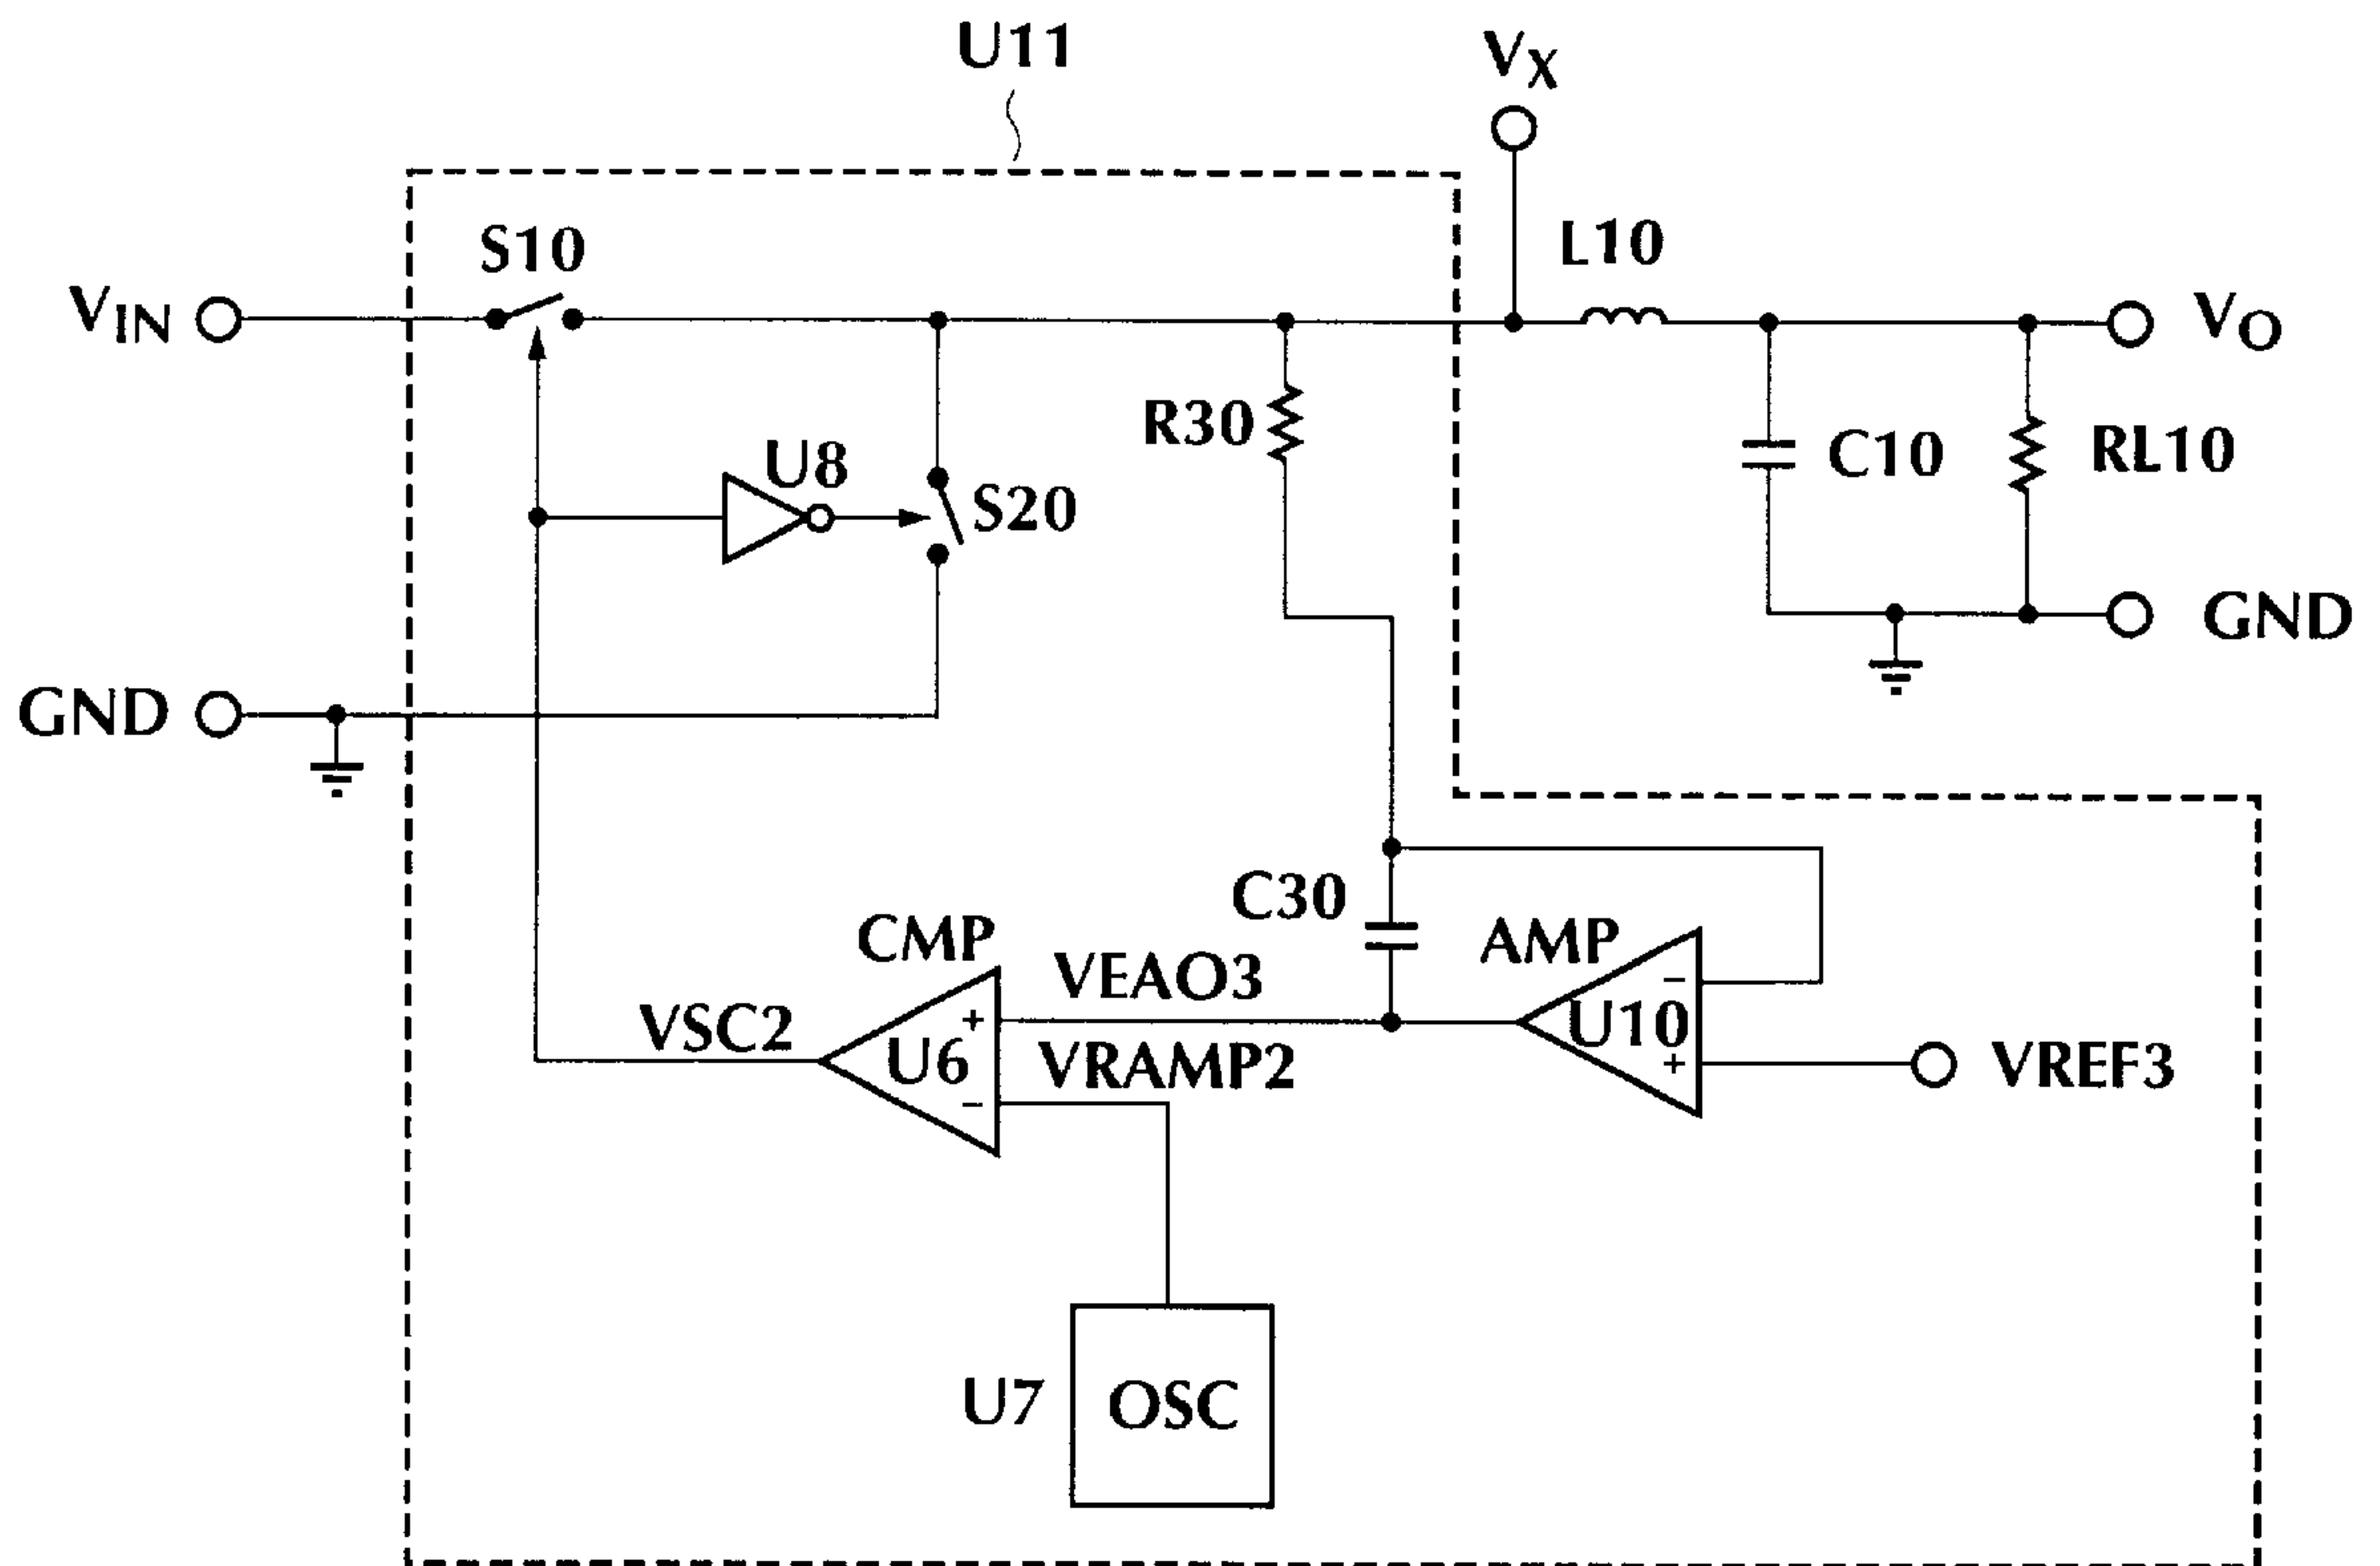 U11
VX
S10
L10
VIN
VO
R30
U8
C10
RL10
S20
GND
GND
C30
CMP
AMP
VEAO3
-
VSC2
+
U10
U6
VRAMP2
+
VREF3
-
U7
OSC